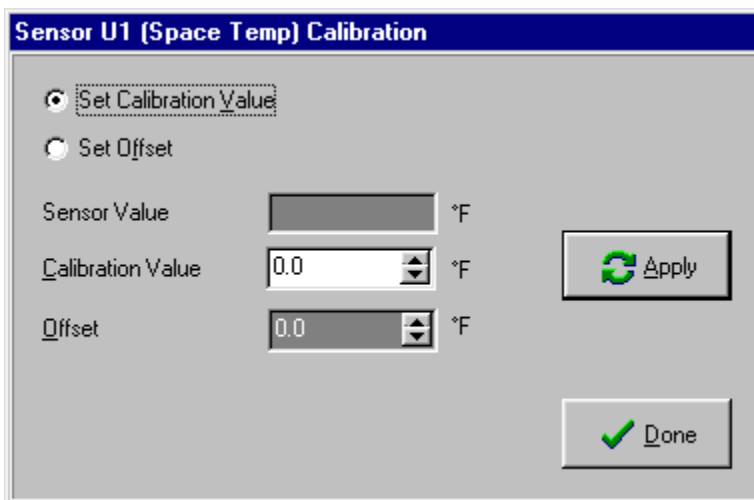 Sensor U1 (Space Temp) Calibration
Set Calibration Value
Set Offset
Sensor Value °F
Calibration Value 0.0 °F
Apply
Offset 0.0 °F
Done